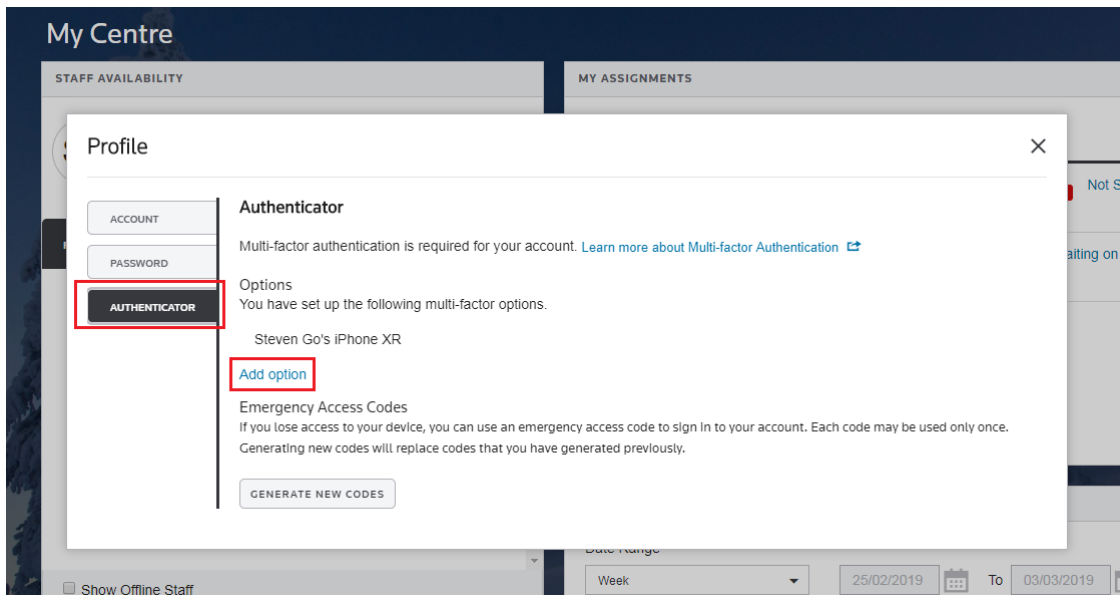 My Centre
STAFF AVAILABILITY
MY ASSIGNMENTS
Profile
Not S
ACCOUNT
Authenticator
Multi-factor authentication is required for your account. Learn more about Multi-factor Authentication
aiting on
PASSWORD
Options
AUTHENTICATOR
You have set up the following multi-factor options.
Steven Go's iPhone XR
Add option
Emergency Access Codes
If you lose access to your device, you can use an emergency access code to sign in to your account. Each code may be used only once.
Generating new codes will replace codes that you have generated previously.
GENERATE NEW CODES
Date Range
Show Offline Staff
Week
25/02/2019
To
03/03/2019